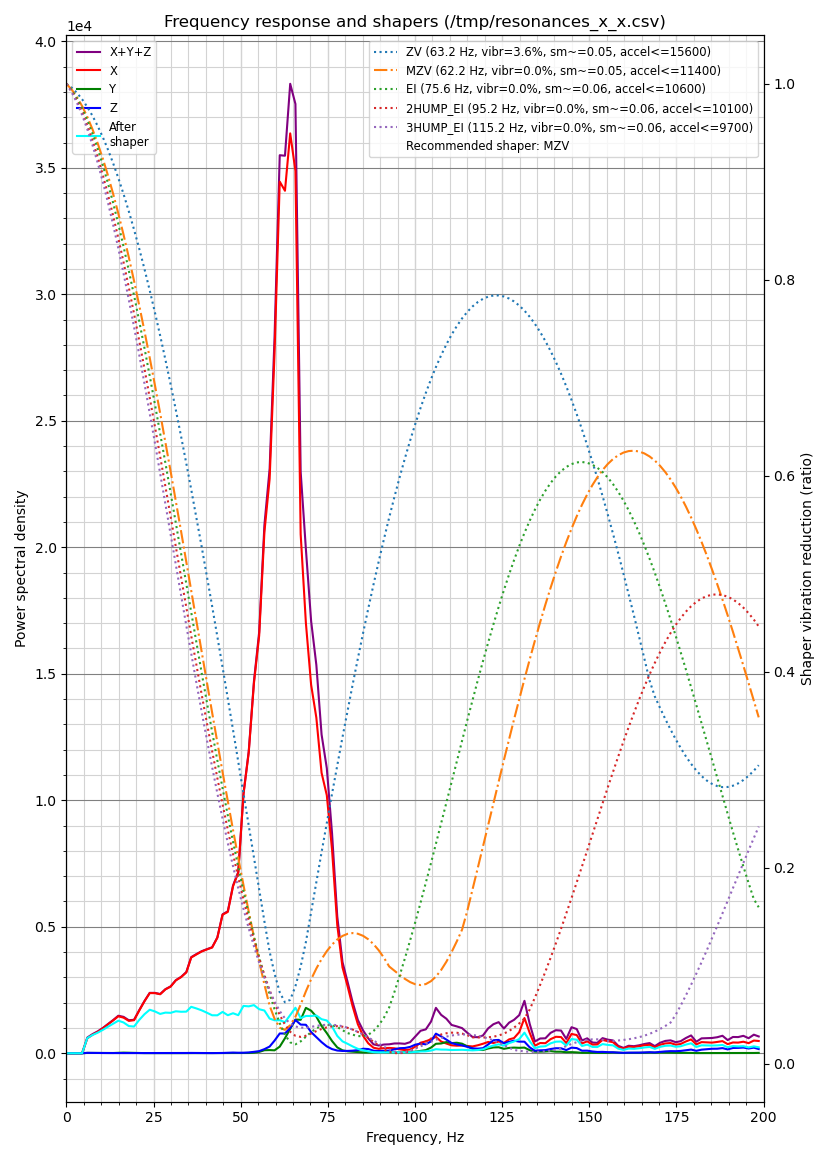 Frequency response and shapers (/tmp/resonances_x_x.csv)
1e4
X+Y+Z
X
Y
Z
After
shaper
ZV (63.2 Hz, vibr=3.6%, sm~=0.05, accel<=15600)
MZV (62.2 Hz, vibr=0.0%, sm~=0.05, accel<=11400)
EI (75.6 Hz, vibr=0.0%, sm~=0.06, accel<=10600)
2HUMP_EI (95.2 Hz, vibr=0.0%, sm~=0.06, accel<=10100)
3HUMP_EI (115.2 Hz, vibr=0.0%, sm~=0.06, accel<=9700)
Recommended shaper: MZV
4.0
3.5
3.0
2.5
2.0
1.5
1.0
0.5
0.0
Power spectral density
1.0
0.8
0.6
0.4
0.2
0.0
Shaper vibration reduction (ratio)
0 25 50 75 100 125 150 175 200
Frequency, Hz